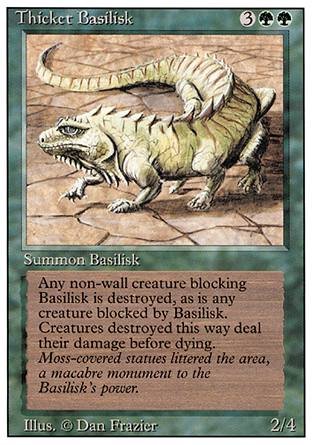 Thicket Basilisk 3
Summon Basilisk
Any non-wall creature blocking
Basilisk is destroyed, as is any
creature blocked by Basilisk.
Creatures destroyed this way deal
their damage before dying.
Moss-covered statues littered the area,
a macabre monument to the
Basilisk's power.
Illus. © Dan Frazier 2/4